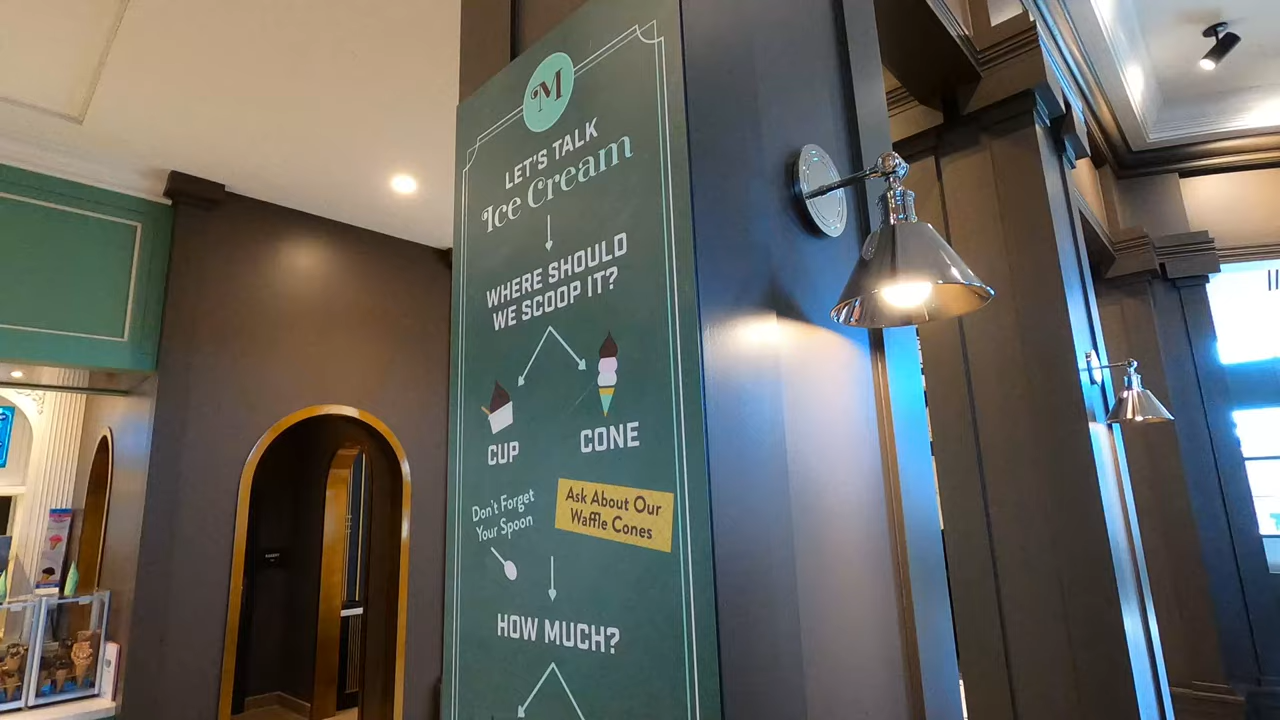 M
LET'S TALK
Ice Cream
WHERE SHOULD
WE SCOOP IT?
CUP
CONE
Don't Forget
Your Spoon
Ask About Our
Waffle Cones
HOW MUCH?